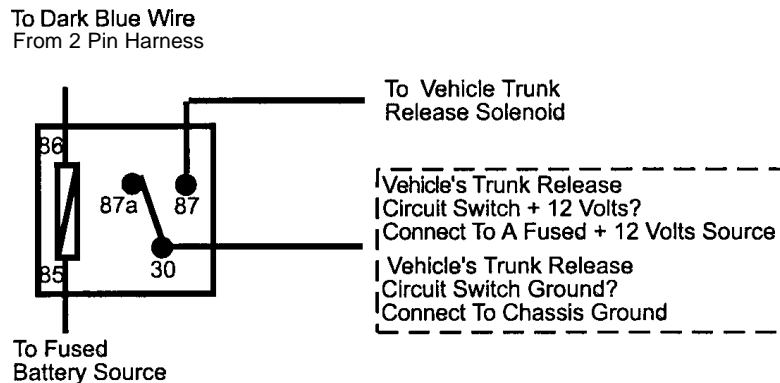 To Dark Blue Wire
From 2 Pin Harness
To Vehicle Trunk
Release Solenoid
86
87a
87
85
30
Vehicle's Trunk Release
Circuit Switch + 12 Volts?
Connect To A Fused + 12 Volts Source
Vehicle's Trunk Release
Circuit Switch Ground?
Connect To Chassis Ground
To Fused
Battery Source